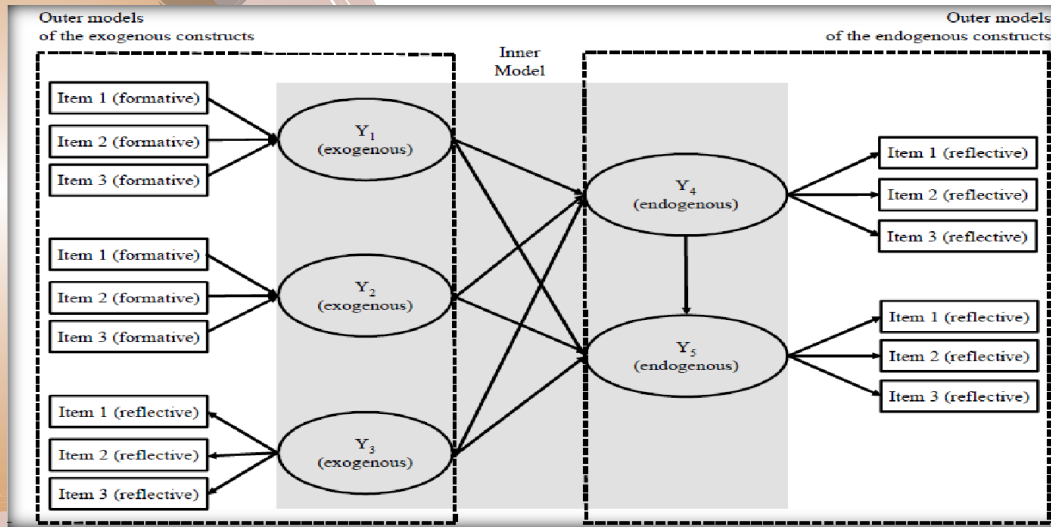 Outer models
of the exogenous constructs
Inner
Model
Outer models
of the endogenous constructs
Item 1 (formative)
Item 2 (formative)
Item 3 (formative)
Y1
(exogenous)
Item 1 (formative)
Item 2 (formative)
Item 3 (formative)
Y2
(exogenous)
Item 1 (reflective)
Item 2 (reflective)
Item 3 (reflective)
Y3
(exogenous)
Y4
(endogenous)
Item 1 (reflective)
Item 2 (reflective)
Item 3 (reflective)
Y5
(endogenous)
Item 1 (reflective)
Item 2 (reflective)
Item 3 (reflective)